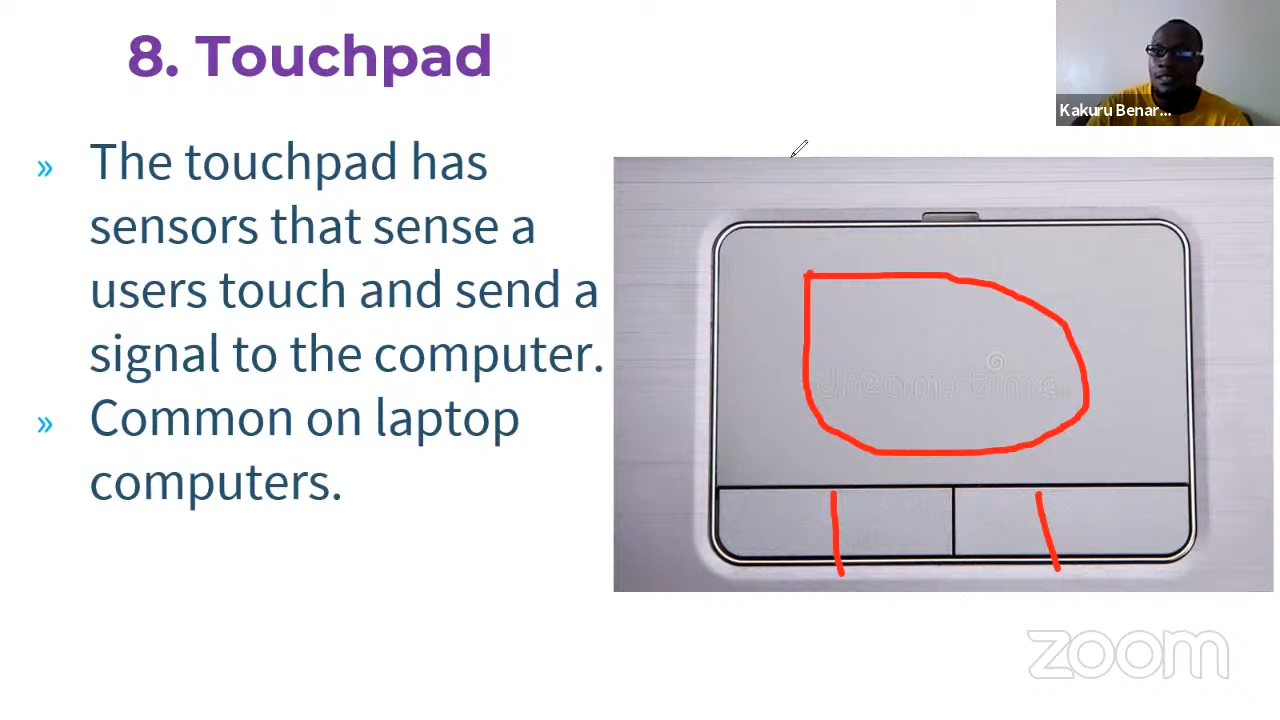 8. Touchpad
Kakuru Benar...
» The touchpad has
sensors that sense a
users touch and send a
signal to the computer.
» Common on laptop
computers.
dreamstime
zoom